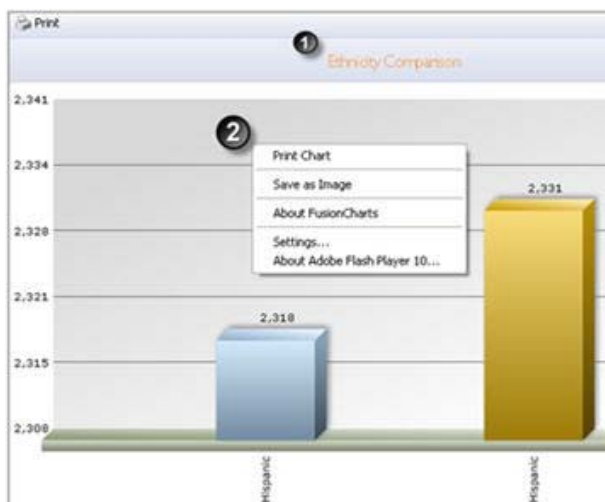 Print
1
Ethnicity Comparison
2,341
2
Print Chart
2,334
Save as Image
2,331
About FusionCharts
2,328
Settings...
About Adobe Flash Player 10...
2,321
2,318
2,315
2,308
Hispanic
Hispanic